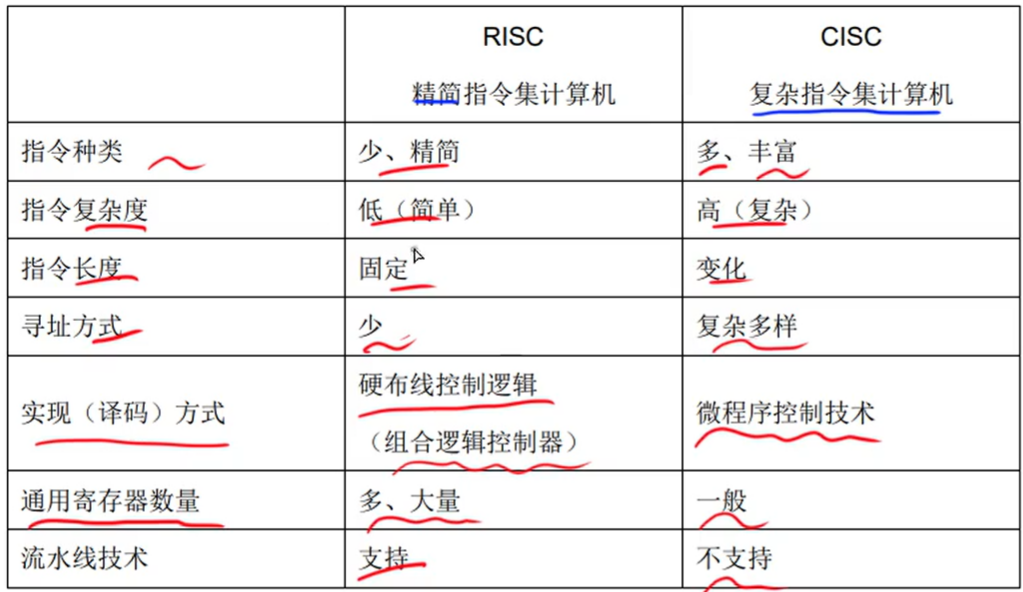 RISC
CISC
精简指令集计算机
复杂指令集计算机
指令种类
少、精简
多、丰富
指令复杂度
低（简单）
高（复杂）
指令长度
固定
变化
寻址方式
少
复杂多样
实现（译码）方式
硬布线控制逻辑
（组合逻辑控制器）
微程序控制技术
通用寄存器数量
多、大量
一般
流水线技术
支持
不支持